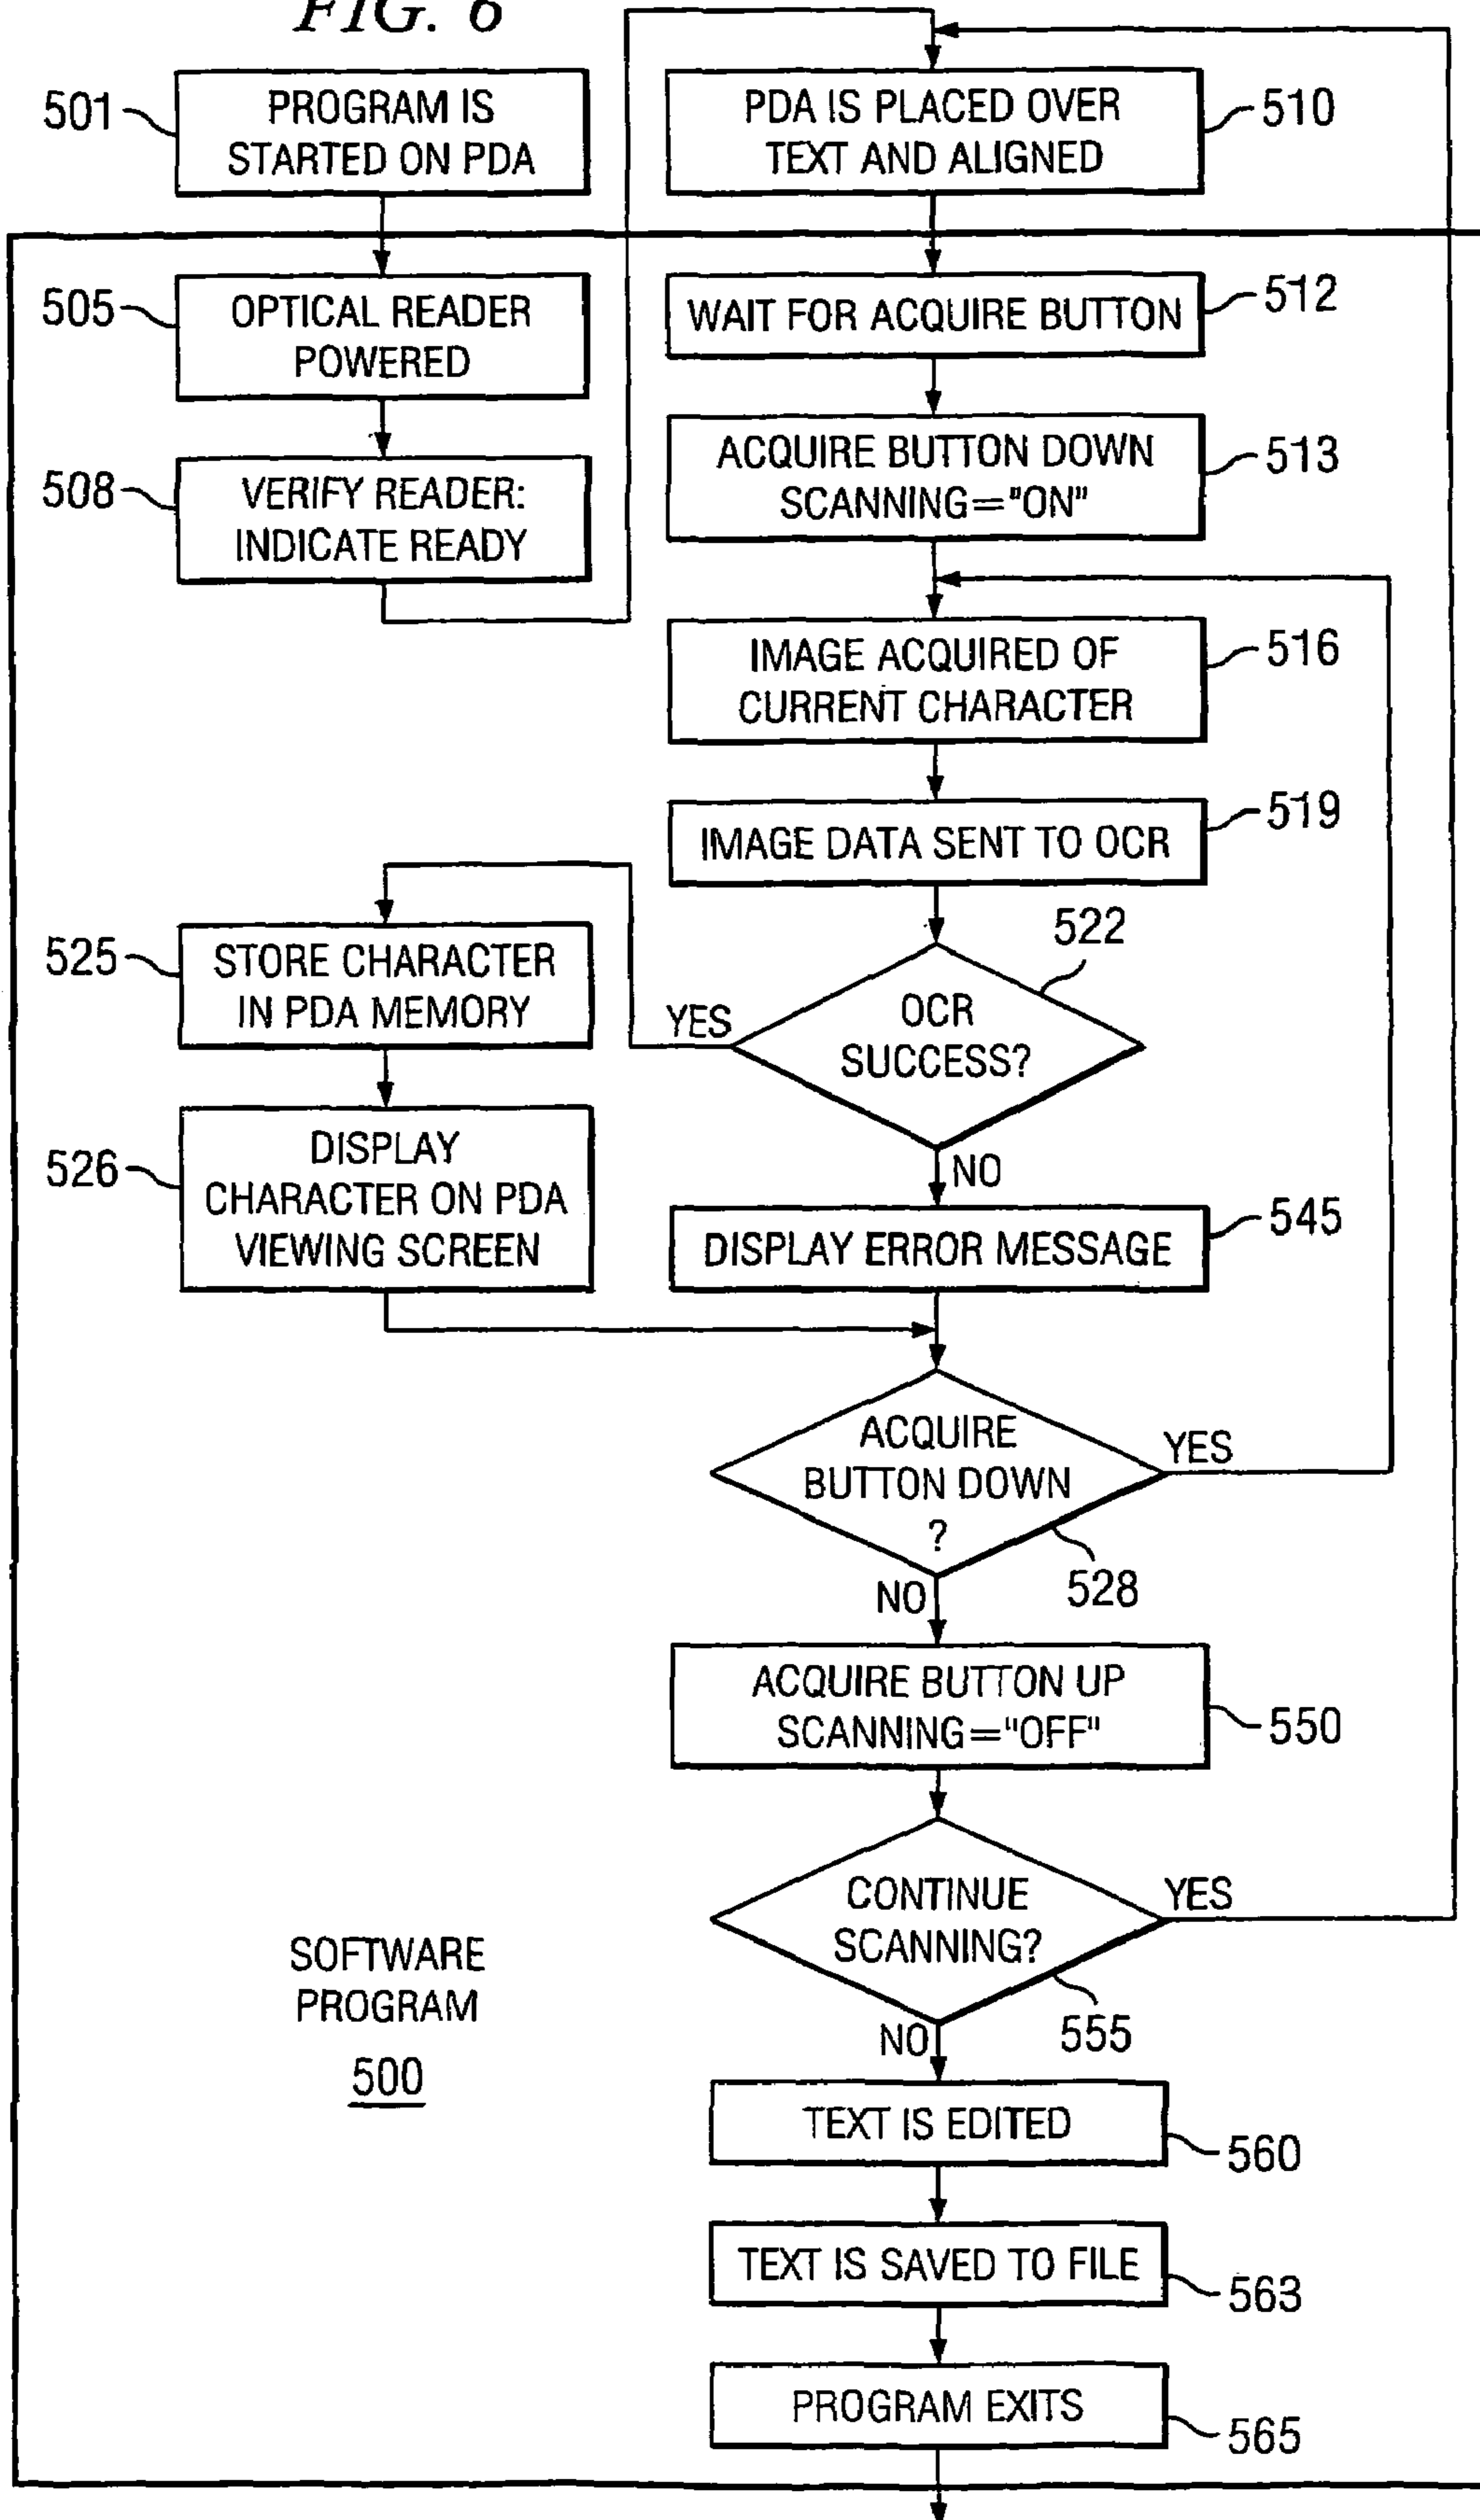 FIG. 6
501
PROGRAM IS
STARTED ON PDA
505
OPTICAL READER
POWERED
508
VERIFY READER:
INDICATE READY
PDA IS PLACED OVER
TEXT AND ALIGNED
510
WAIT FOR ACQUIRE BUTTON
512
ACQUIRE BUTTON DOWN
SCANNING="ON"
513
IMAGE ACQUIRED OF
CURRENT CHARACTER
516
IMAGE DATA SENT TO OCR
519
522
OCR
SUCCESS?
YES
NO
525
STORE CHARACTER
IN PDA MEMORY
526
DISPLAY
CHARACTER ON PDA
VIEWING SCREEN
DISPLAY ERROR MESSAGE
545
ACQUIRE
BUTTON DOWN
?
YES
528
NO
ACQUIRE BUTTON UP
SCANNING="OFF"
550
CONTINUE
SCANNING?
YES
555
NO
SOFTWARE
PROGRAM
500
TEXT IS EDITED
560
TEXT IS SAVED TO FILE
563
PROGRAM EXITS
565